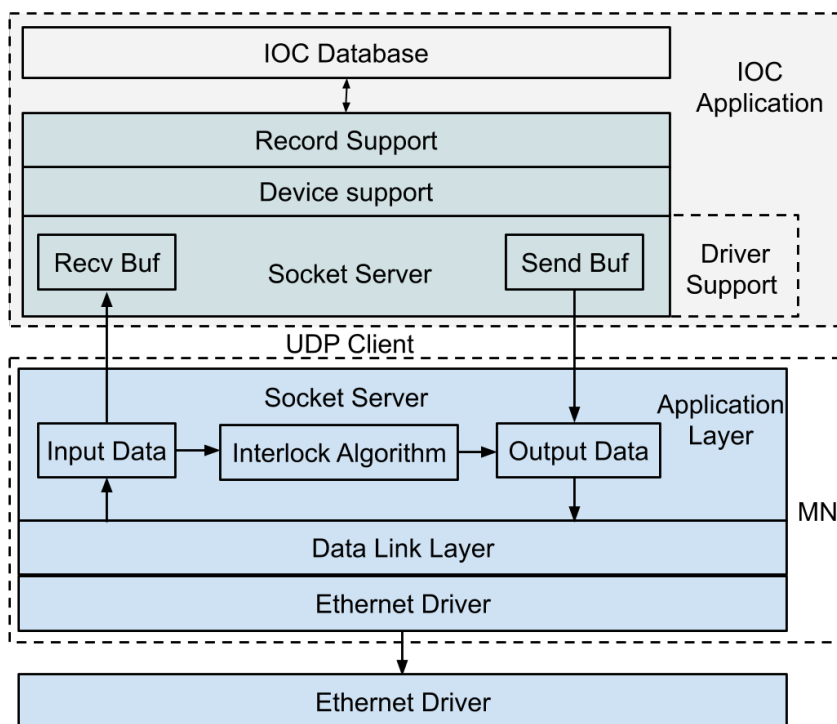 IOC Database
IOC
Application
Record Support
Device support
Recv Buf
Socket Server
Send Buf
Driver
Support
UDP Client
Socket Server
Application
Layer
Input Data
Interlock Algorithm
Output Data
MN
Data Link Layer
Ethernet Driver
Ethernet Driver